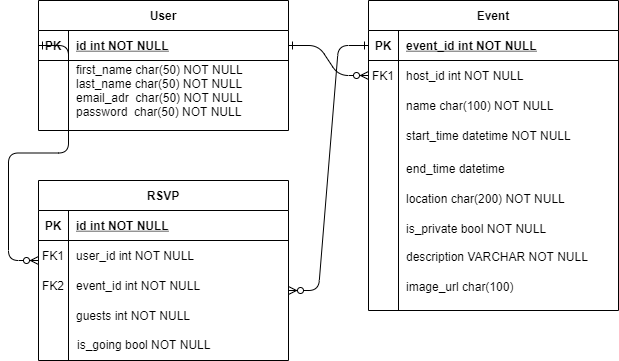 User
PK id int NOT NULL
first_name char(50) NOT NULL
last_name char(50) NOT NULL
email_adr char(50) NOT NULL
password char(50) NOT NULL
RSVP
PK id int NOT NULL
FK1 user_id int NOT NULL
FK2 event_id int NOT NULL
guests int NOT NULL
is_going bool NOT NULL
Event
PK event_id int NOT NULL
FK1 host_id int NOT NULL
name char(100) NOT NULL
start_time datetime NOT NULL
end_time datetime
location char(200) NOT NULL
is_private bool NOT NULL
description VARCHAR NOT NULL
image_url char(100)